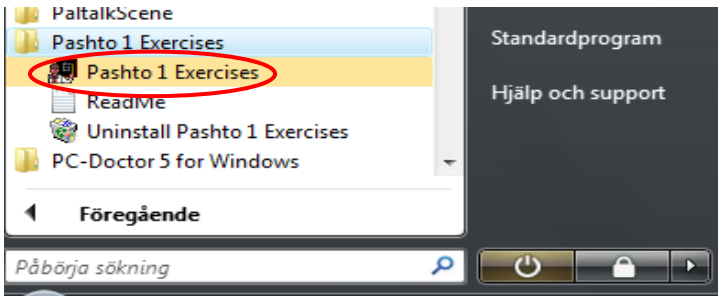 PaltalkScene
Pashto 1 Exercises
Pashto 1 Exercises
ReadMe
Uninstall Pashto 1 Exercises
PC-Doctor 5 for Windows
Föregående
Påbörja sökning
Standardprogram
Hjälp och support